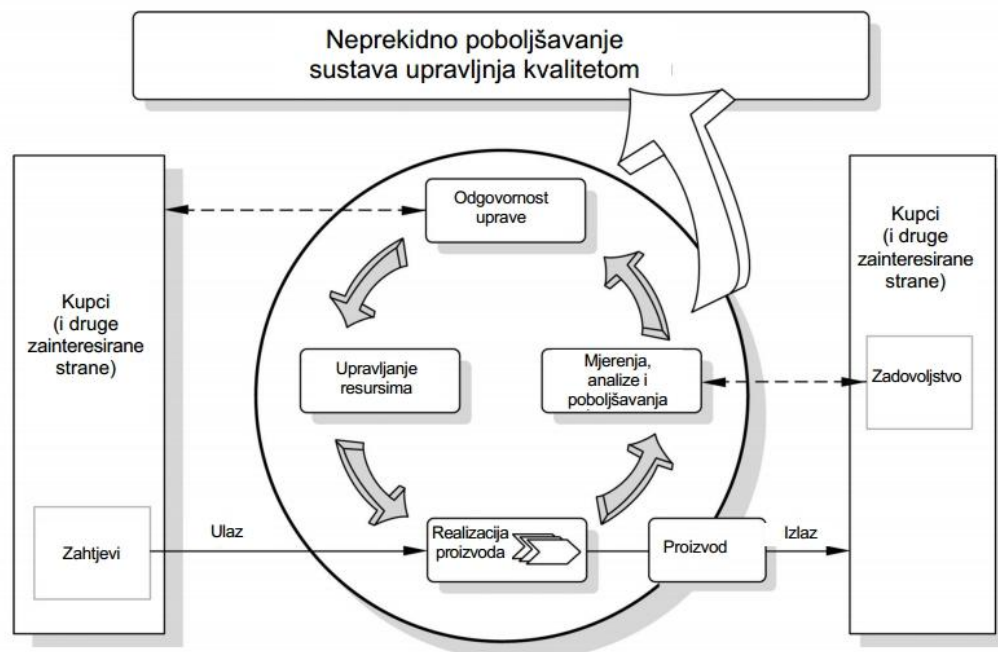 Neprekidno poboljšavanje
sustava upravljnja kvalitetom
Odgovornost
uprave
Kupci
(i druge
zainteresirane
strane)
Kupci
(i druge
zainteresirane
strane)
Upravljanje
resursima
Mjerenja,
analize i
poboljšavanja
Zadovoljstvo
Zahtjevi
Ulaz
Realizacija
proizvoda
Proizvod
Izlaz